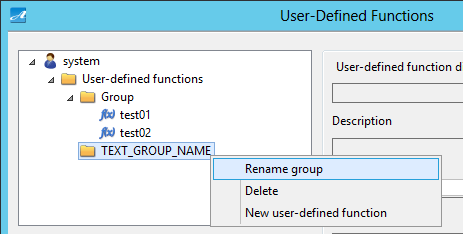 User-Defined Functions
system
User-defined functions
Group
f(x) test01
f(x) test02
TEXT_GROUP_NAME
User-defined function d
Description
Rename group
Delete
New user-defined function